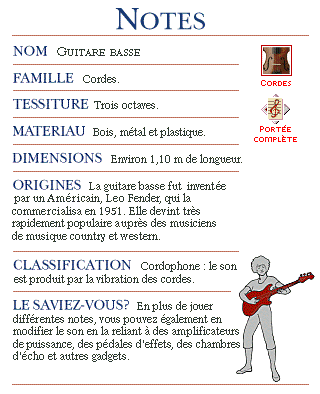 NOTES
NOM GUITARE BASSE
FAMILLE Cordes.
CORDES
TESSITURE Trois octaves.
MATERIAU Bois, métal et plastique.
PORTÉE
COMPLÈTE
DIMENSIONS Environ 1,10 m de longueur.
ORIGINES La guitare basse fut inventée
par un Américain, Leo Fender, qui la
commercialisa en 1951. Elle devint très
rapidement populaire auprès des musiciens
de musique country et western.
CLASSIFICATION Cordophone : le son
est produit par la vibration des cordes.
LE SAVIEZ-VOUS? En plus de jouer
différentes notes, vous pouvez également en
modifier le son en la reliant à des amplificateurs
de puissance, des pédales d'effets, des chambres
d'écho et autres gadgets.